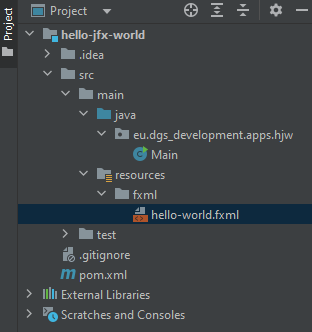 Project
Project
hello-jfx-world
.idea
src
main
java
eu.dgs_development.apps.hjw
Main
resources
fxml
hello-world.fxml
test
.gitignore
pom.xml
External Libraries
Scratches and Consoles